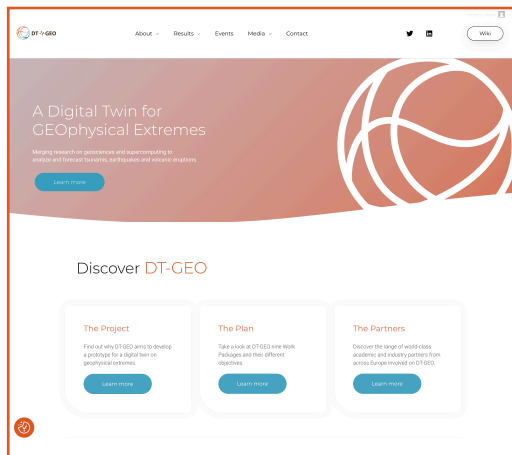 DT-GEO
About
Results
Events
Media
Contact
Wiki
A Digital Twin for
GEOphysical Extremes
Merging research on geosciences and supercomputing to
analyze and forecast tsunamis, earthquakes and volcanic eruptions
Learn more
Discover DT-GEO
The Project
Find out why DT-GEO aims to develop
a prototype for a digital twin on
geophysical extremes.
Learn more
The Plan
Take a look at DT-GEO nine Work
Packages and their different
objectives.
Learn more
The Partners
Discover the range of world-class
academic and industry partners from
across Europe involved on DT-GEO.
Learn more